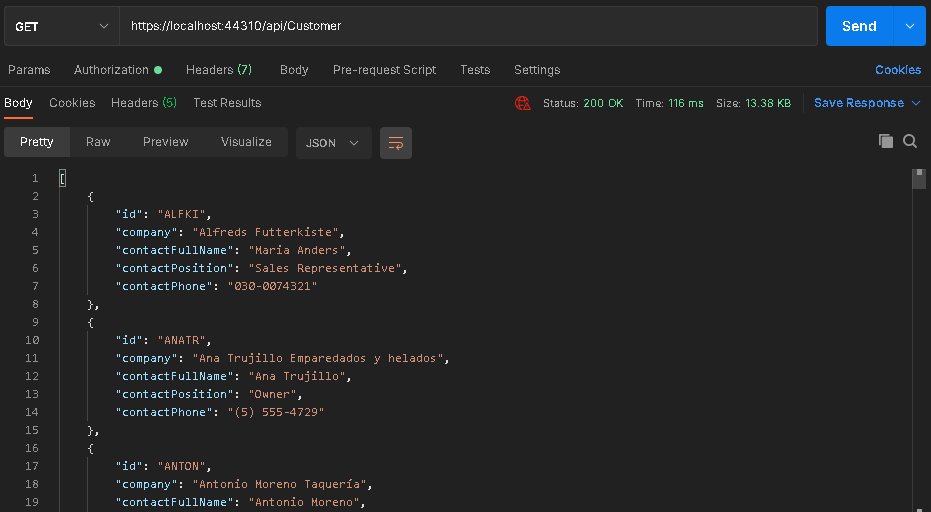 GET https://localhost:44310/api/Customer Send
Params Authorization Headers (7) Body Pre-request Script Tests Settings Cookies
Body Cookies Headers (5) Test Results Status: 200 OK Time: 116 ms Size: 13.38 KB Save Response
Pretty Raw Preview Visualize JSON
1 [
2 {
3 "id": "ALFKI",
4 "company": "Alfreds Futterkiste",
5 "contactFullName": "Maria Anders",
6 "contactPosition": "Sales Representative",
7 "contactPhone": "030-0074321"
8 },
9 {
10 "id": "ANATR",
11 "company": "Ana Trujillo Emparedados y helados",
12 "contactFullName": "Ana Trujillo",
13 "contactPosition": "Owner",
14 "contactPhone": "(5) 555-4729"
15 },
16 {
17 "id": "ANTON",
18 "company": "Antonio Moreno Taquería",
19 "contactFullName": "Antonio Moreno",